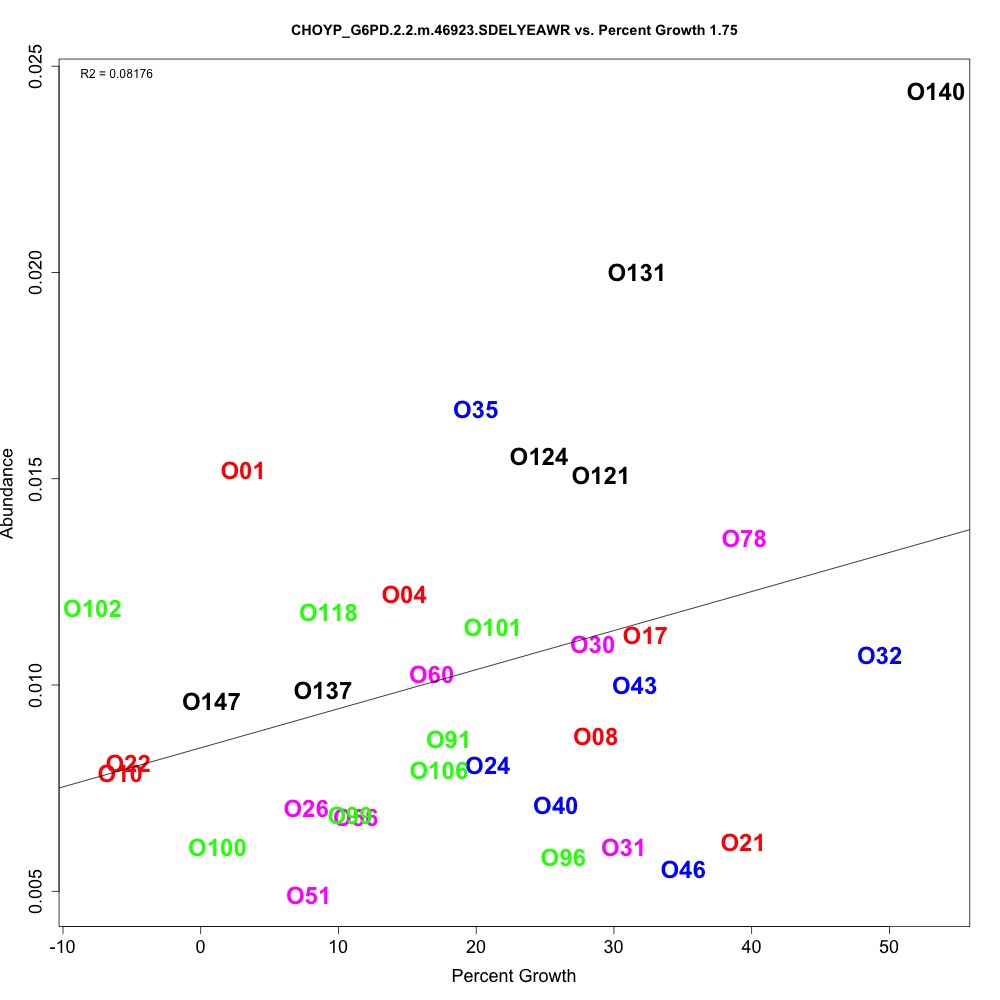 CHOYP_G6PD.2.2.m.46923.SDELYEAWR vs. Percent Growth 1.75
R2 = 0.08176
0.025
O140
0.020
O131
O35
O124
O121
O01
0.015
O78
O04
O102
O118
O101
O17
O30
O32
O60
O43
0.010
O137
O147
O91
O08
O22
O10
O106
O24
O26
O40
O100
O96
O31
O21
O46
O51
0.005
Abundance
-10 0 10 20 30 40 50
Percent Growth